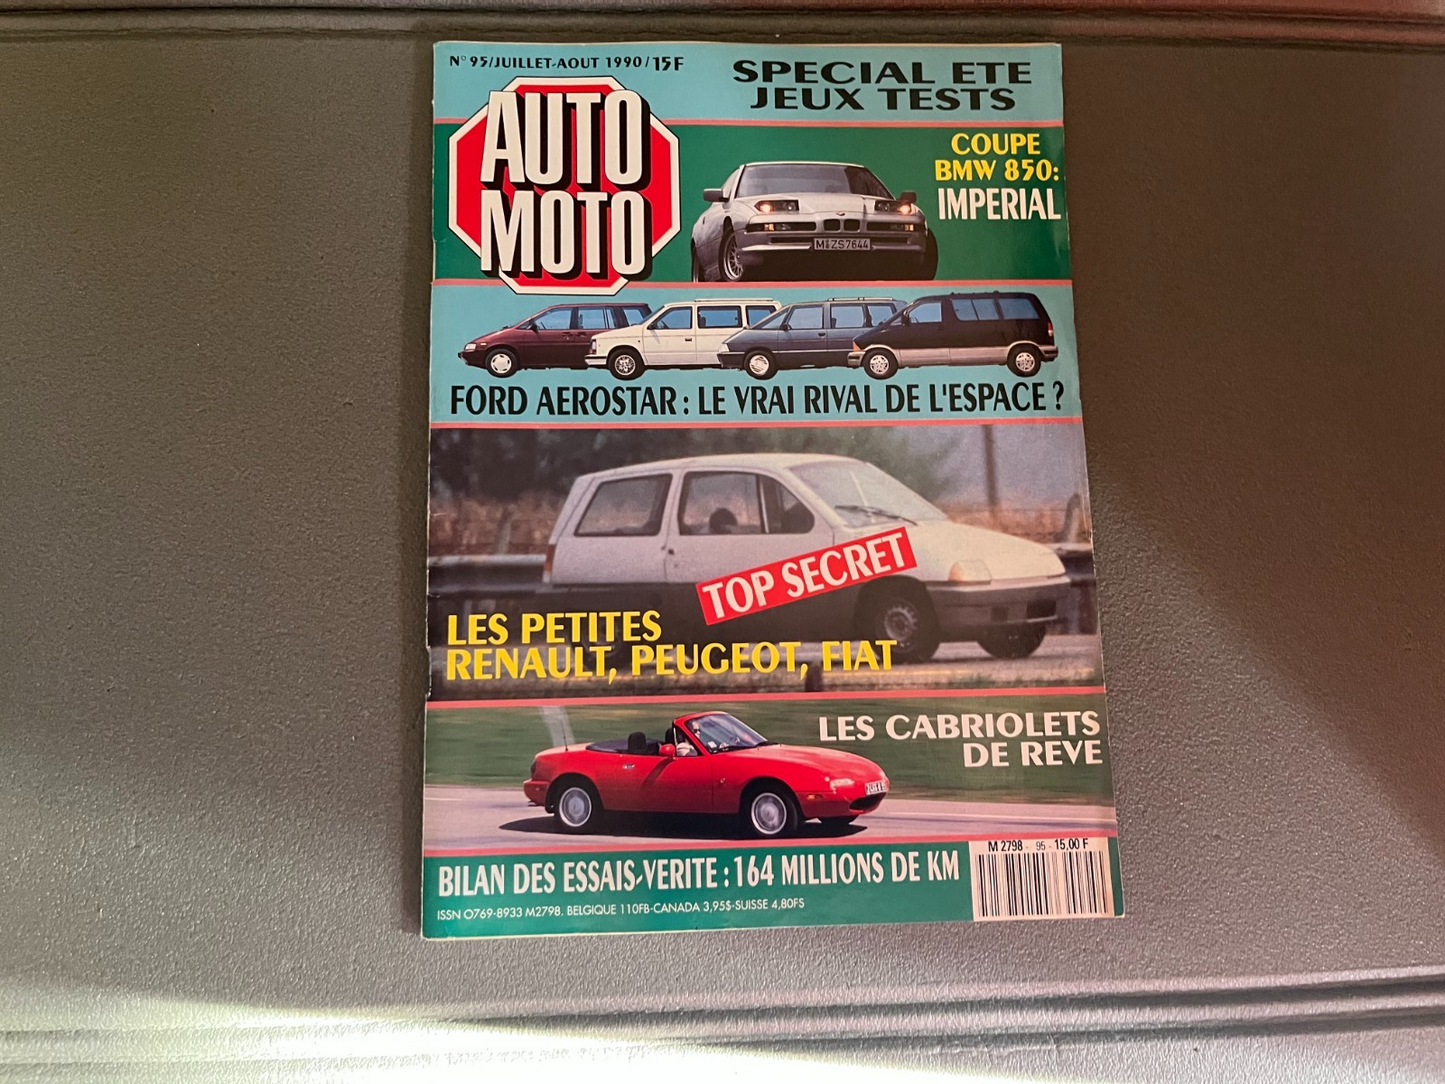 N° 95/JUILLET-AOUT 1990/15F
SPECIAL ETE
JEUX TESTS
AUTO
MOTO
COUPE
BMW 850:
IMPERIAL
M ZS7644
FORD AEROSTAR : LE VRAI RIVAL DE L'ESPACE ?
TOP SECRET
LES PETITES
RENAULT, PEUGEOT, FIAT
LES CABRIOLETS
DE REVE
BILAN DES ESSAIS-VERITE : 164 MILLIONS DE KM
ISSN 0769-8933 M2798. BELGIQUE 110FB-CANADA 3,95$-SUISSE 4,80FS
M 2798 - 95 - 15,00 F